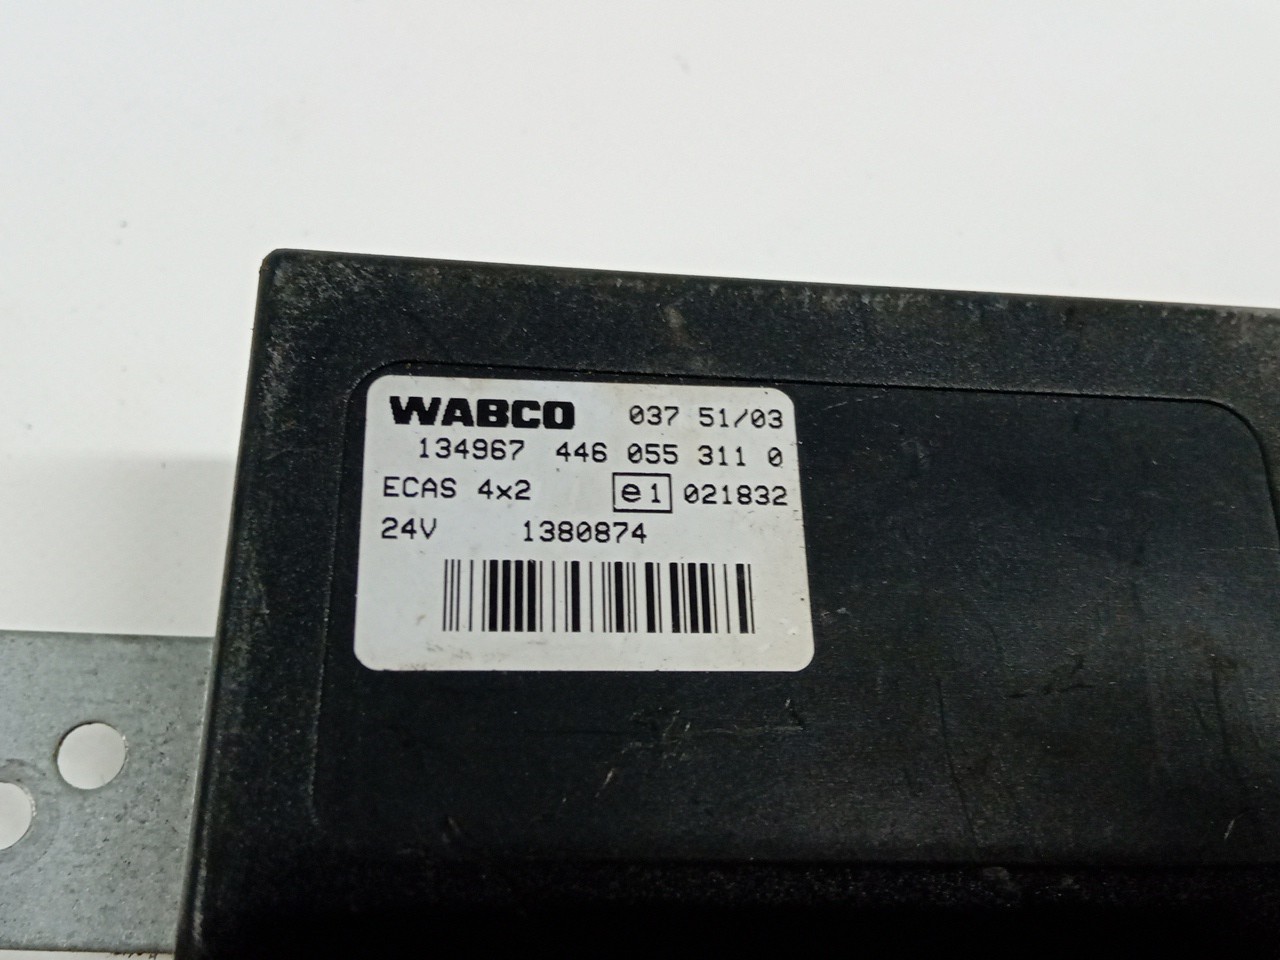 WABCO 037 51/03
134967 446 055 311 0
ECAS 4x2 e1 021832
24V 1380874